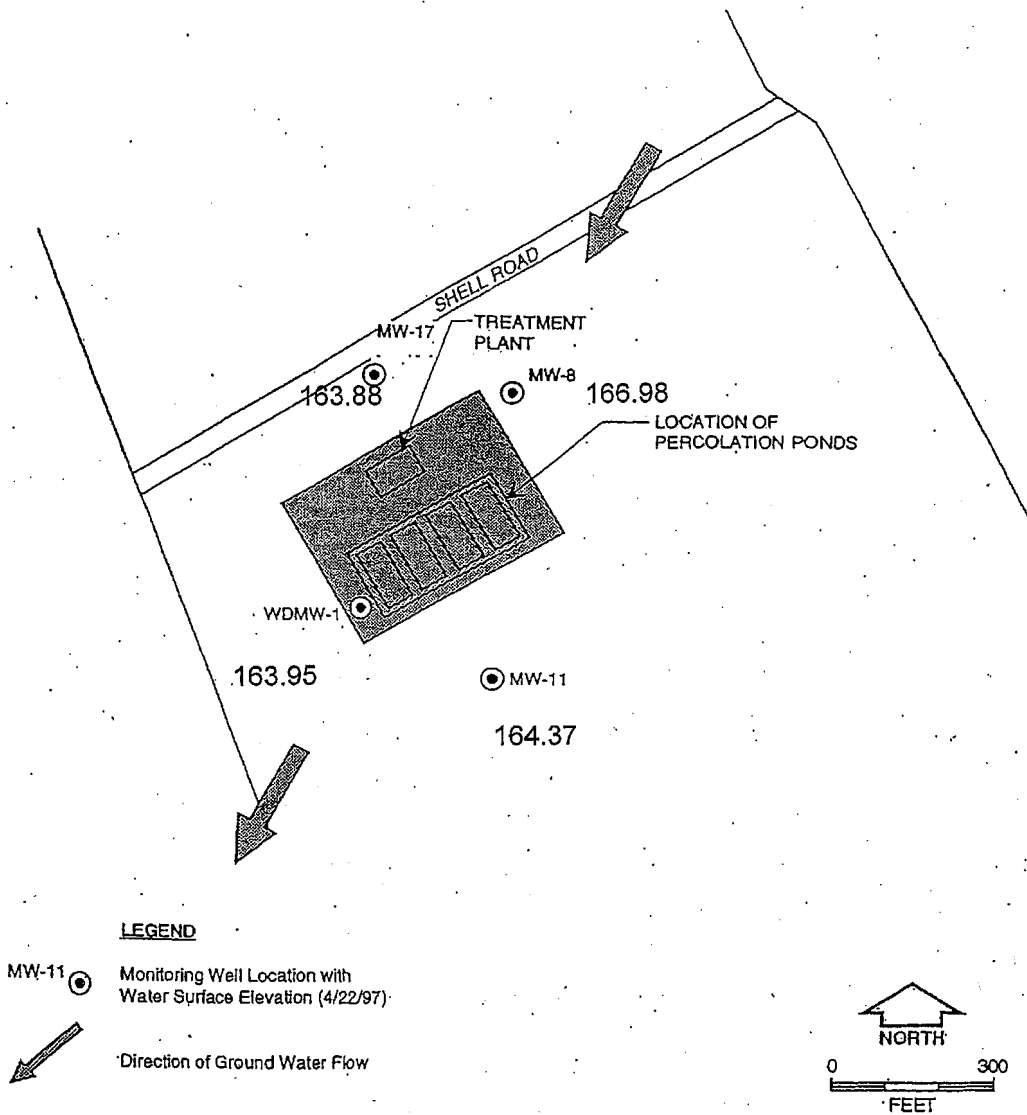 SHELL ROAD
MW-17
TREATMENT
PLANT
163.88
MW-8
166.98
LOCATION OF
PERCOLATION PONDS
WDMW-1
163.95
MW-11
164.37
LEGEND
MW-11
Monitoring Well Location with
Water Surface Elevation (4/22/97)
Direction of Ground Water Flow
NORTH
0 300
FEET